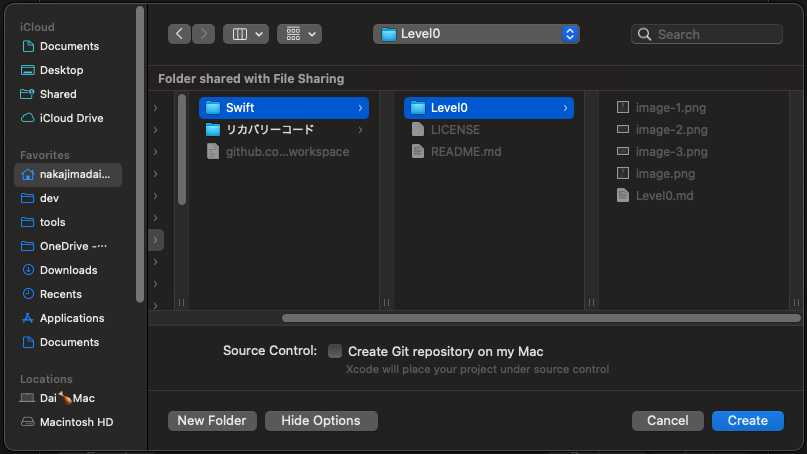 iCloud
Documents
Desktop
Shared
iCloud Drive
Favorites
nakajimadai...
dev
tools
OneDrive -...
Downloads
Recents
Applications
Documents
Locations
Dai🍗Mac
Macintosh HD
Level0
Search
Folder shared with File Sharing
Swift
リカバリーコード
github.co...workspace
Level0
LICENSE
README.md
image-1.png
image-2.png
image-3.png
image.png
Level0.md
Source Control: Create Git repository on my Mac
Xcode will place your project under source control
New Folder Hide Options Cancel Create